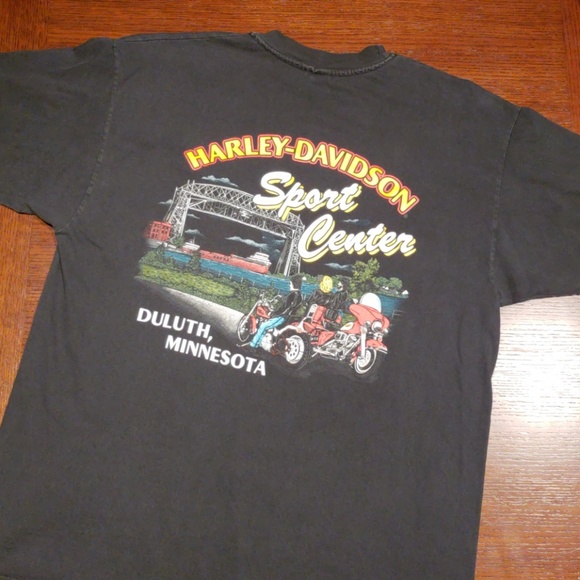 HARLEY-DAVIDSON
Sport
Center
DULUTH,
MINNESOTA